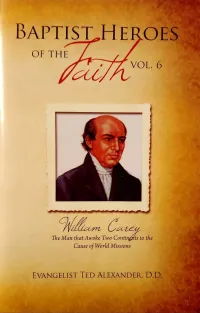 BAPTIST HEROES
OF THE Faith VOL. 6
William Carey
The Man that Awoke Two Continents to the
Cause of World Missions
EVANGELIST TED ALEXANDER, D.D.